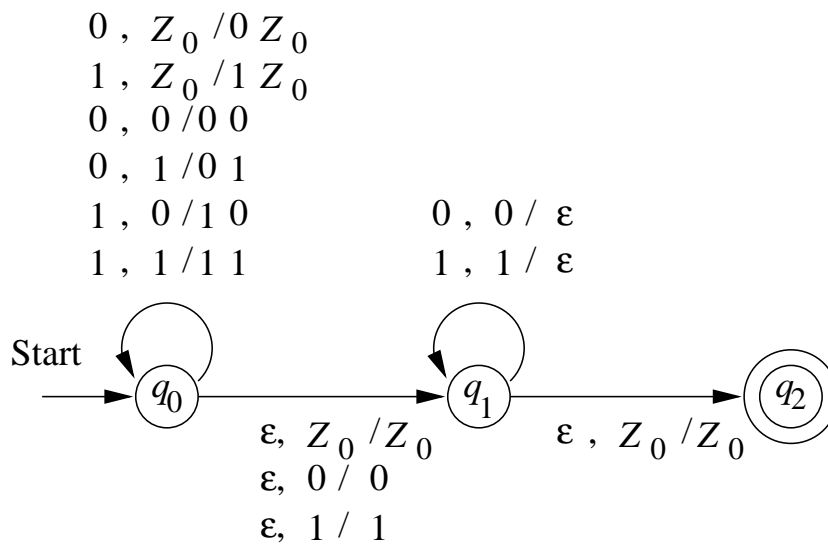 0 , Z0 /0 Z0
1 , Z0 /1 Z0
0 , 0 /0 0
0 , 1 /0 1
1 , 0 /1 0
1 , 1 /1 1
0 , 0 / ε
1 , 1 / ε
Start
q0
q1
q2
ε, Z0 /Z0
ε, 0 / 0
ε, 1 / 1
ε , Z0 /Z0